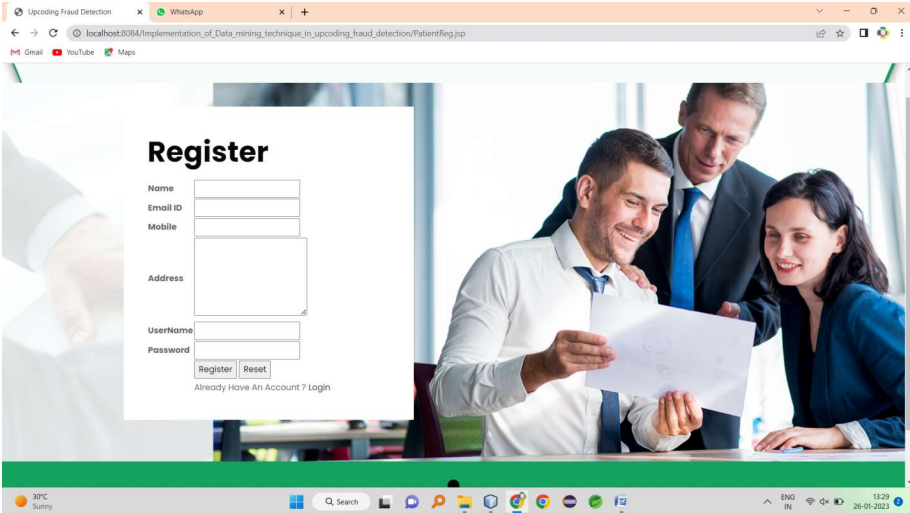 Upcoding Fraud Detection
WhatsApp
localhost:8084/Implementation_of_Data_mining_technique_in_upcoding_fraud_detection/PatientReg.jsp
Gmail YouTube Maps
Register
Name
Email ID
Mobile
Address
UserName
Password
Register Reset
Already Have An Account ? Login
30°C
Sunny
Search
ENG
IN
13:29
26-01-2023
2